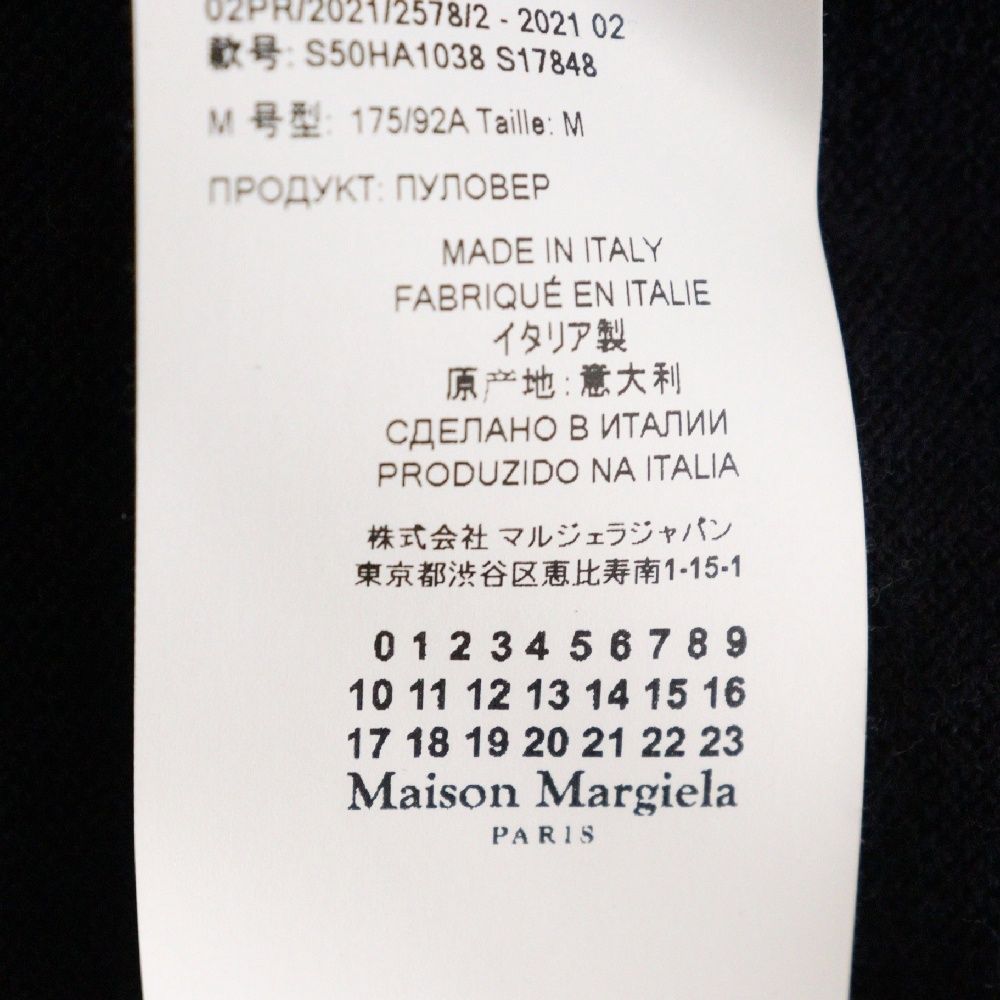 02PR/2021/2578/2 - 2021 02
款号: S50HA1038 S17848
M 号型: 175/92A Taille: M
ПРОДУКТ: ПУЛОВЕР
MADE IN ITALY
FABRIQUÉ EN ITALIE
イタリア製
原产地: 意大利
СДЕЛАНО В ИТАЛИИ
PRODUZIDO NA ITALIA
株式会社 マルジェラジャパン
東京都渋谷区恵比寿南1-15-1
0 1 2 3 4 5 6 7 8 9
10 11 12 13 14 15 16
17 18 19 20 21 22 23
Maison Margiela
PARIS